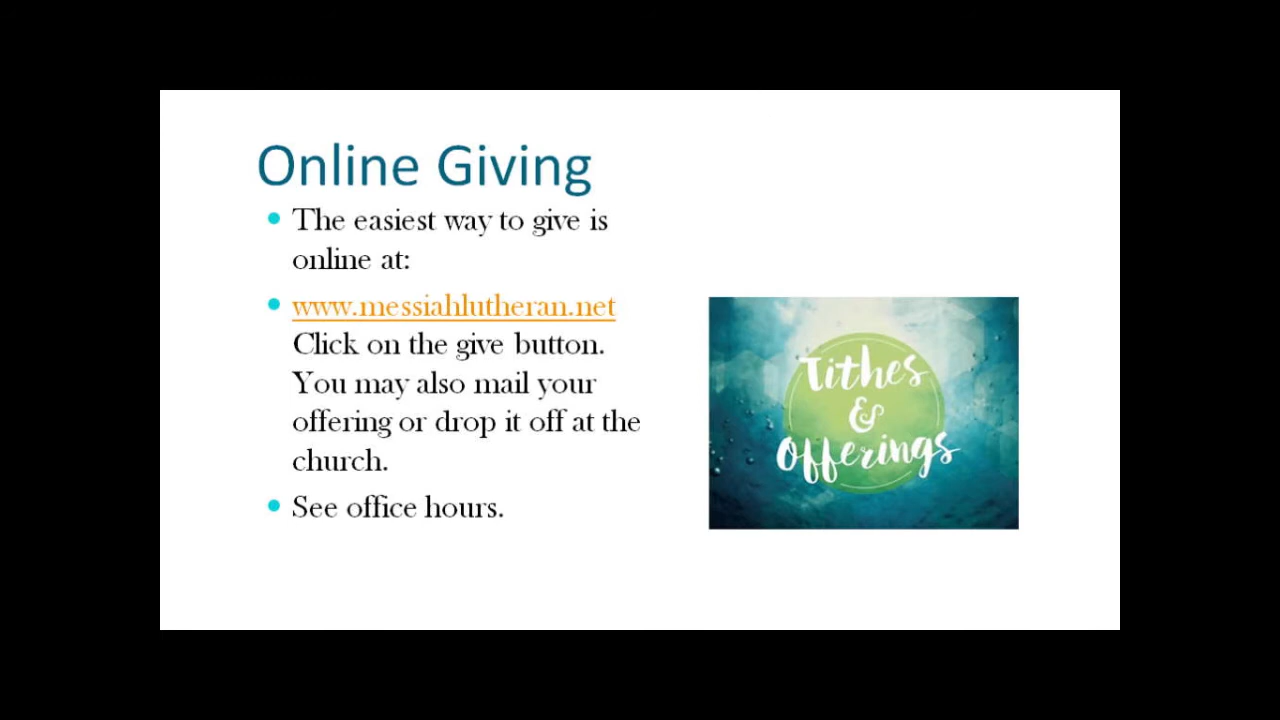 Online Giving
• The easiest way to give is
online at:
• www.messiahlutheran.net
Click on the give button.
You may also mail your
offering or drop it off at the
church.
• See office hours.
Tithes
&
Offerings